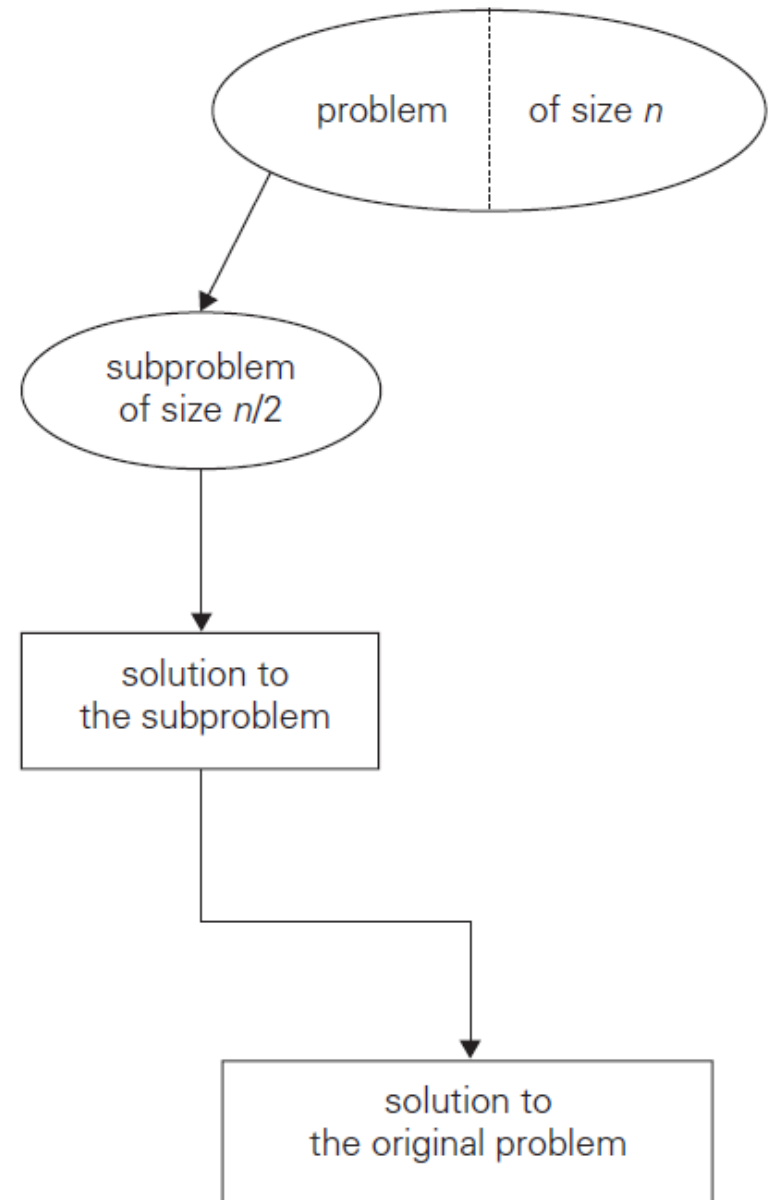 problem of size n
subproblem
of size n/2
solution to
the subproblem
solution to
the original problem